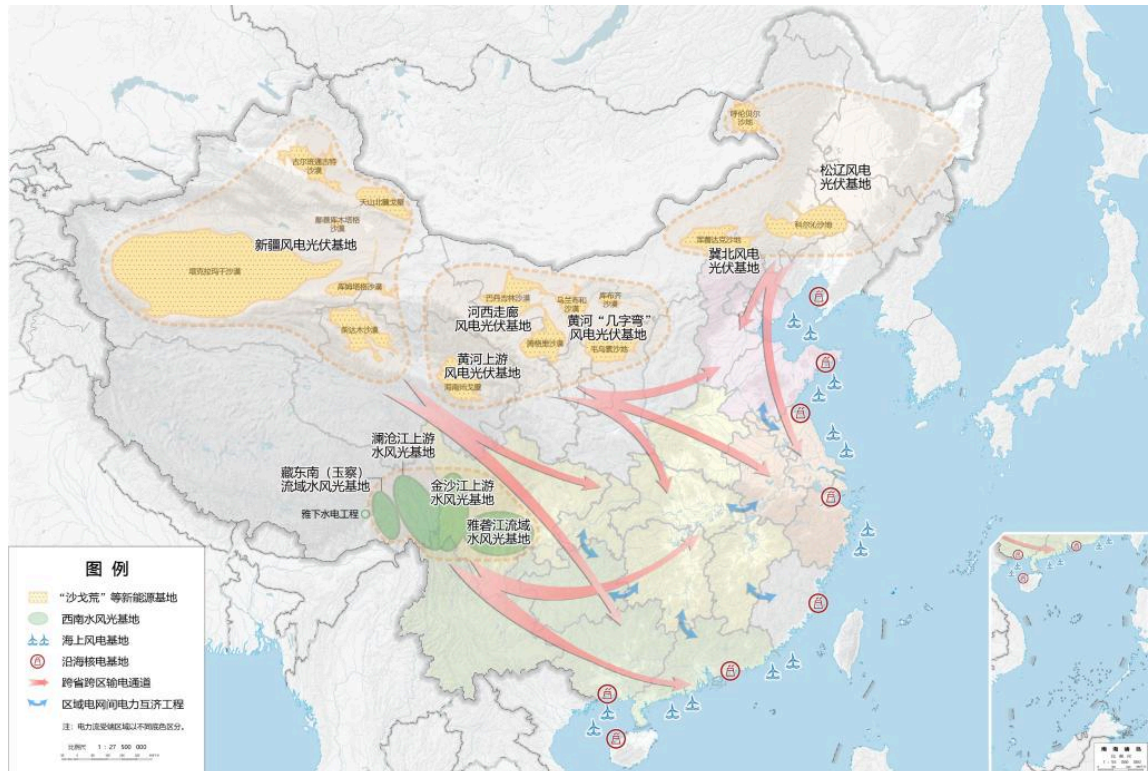 呼伦贝尔
沙地
松辽风电
光伏基地
科尔沁沙地
浑善达克沙地
冀北风电
光伏基地
古尔班通古特
沙漠
天山北麓戈壁
鄯善库木塔格
沙漠
新疆风电光伏基地
塔克拉玛干沙漠
库姆塔格沙漠
柴达木沙漠
巴丹吉林沙漠
乌兰布和
沙漠
库布齐
沙漠
河西走廊
风电光伏基地
黄河“几字弯”
风电光伏基地
腾格里沙漠
毛乌素沙地
黄河上游
风电光伏基地
澜沧江上游
水风光基地
藏东南（玉察）
流域水风光基地
金沙江上游
水风光基地
雅下水电工程
雅砻江流域
水风光基地
图 例
“沙戈荒”等新能源基地
西南水风光基地
海上风电基地
沿海核电基地
跨省跨区输电通道
区域电网间电力互济工程
注：电力流受端区域以不同底色区分。
比例尺 1：27 500 000
南海诸岛